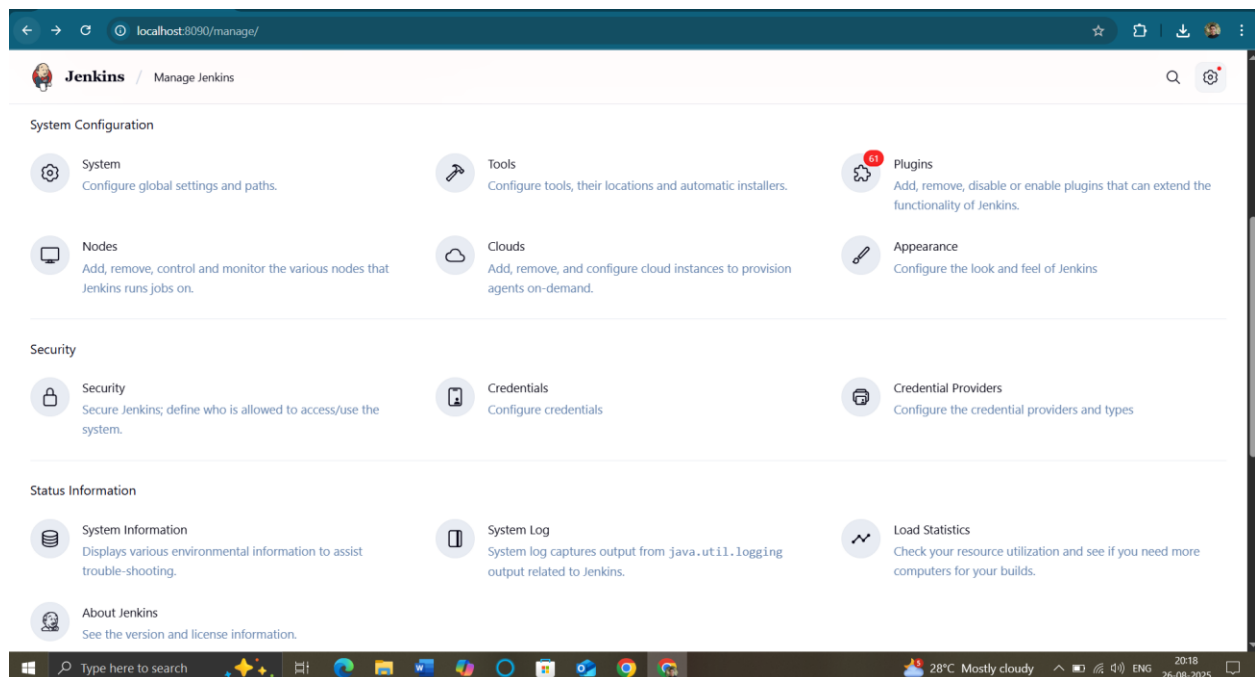 localhost:8090/manage/
Jenkins / Manage Jenkins
System Configuration
System
Configure global settings and paths.
Tools
Configure tools, their locations and automatic installers.
61
Plugins
Add, remove, disable or enable plugins that can extend the
functionality of Jenkins.
Nodes
Add, remove, control and monitor the various nodes that
Jenkins runs jobs on.
Clouds
Add, remove, and configure cloud instances to provision
agents on-demand.
Appearance
Configure the look and feel of Jenkins
Security
Security
Secure Jenkins; define who is allowed to access/use the
system.
Credentials
Configure credentials
Credential Providers
Configure the credential providers and types
Status Information
System Information
Displays various environmental information to assist
trouble-shooting.
System Log
System log captures output from java.util.logging
output related to Jenkins.
Load Statistics
Check your resource utilization and see if you need more
computers for your builds.
About Jenkins
See the version and license information.
Type here to search
28°C Mostly cloudy
ENG
20:18
26-08-2025